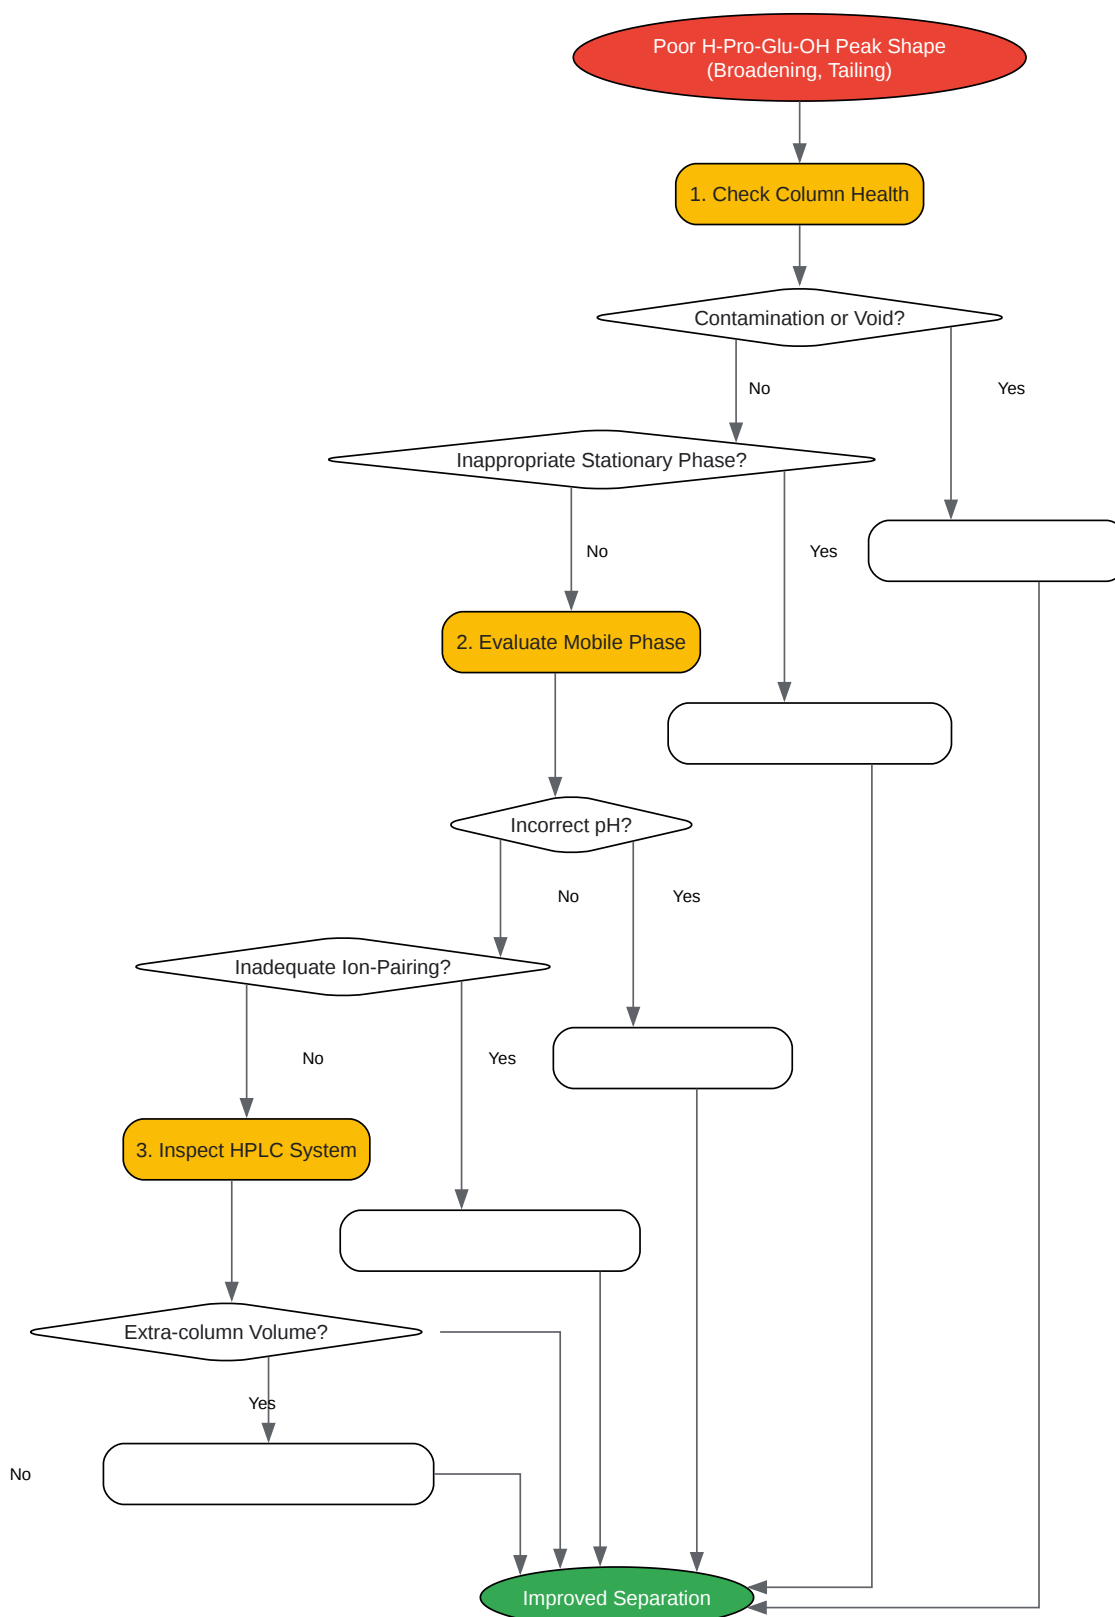 Poor H-Pro-Glu-OH Peak Shape
(Broadening, Tailing)
1. Check Column Health
Contamination or Void?
No
Yes
Inappropriate Stationary Phase?
No
Yes
2. Evaluate Mobile Phase
Incorrect pH?
No
Yes
Inadequate Ion-Pairing?
No
Yes
3. Inspect HPLC System
Extra-column Volume?
Yes
No
Improved Separation